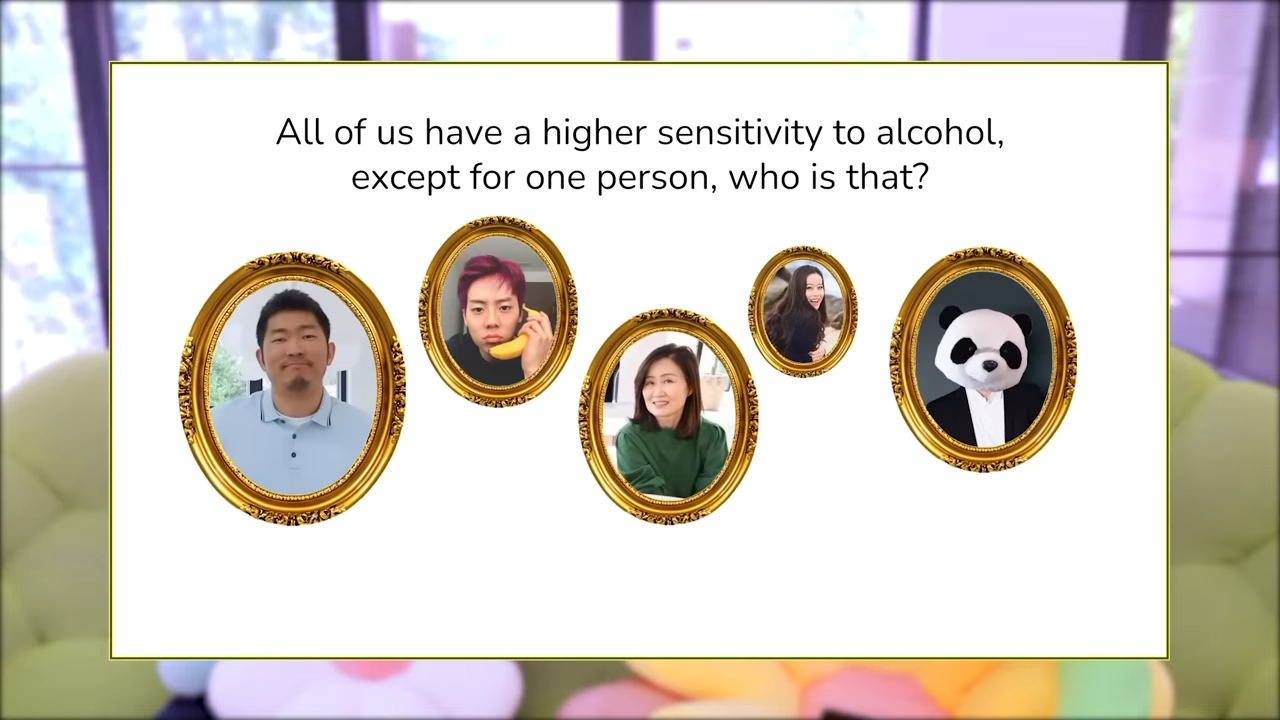 All of us have a higher sensitivity to alcohol,
except for one person, who is that?